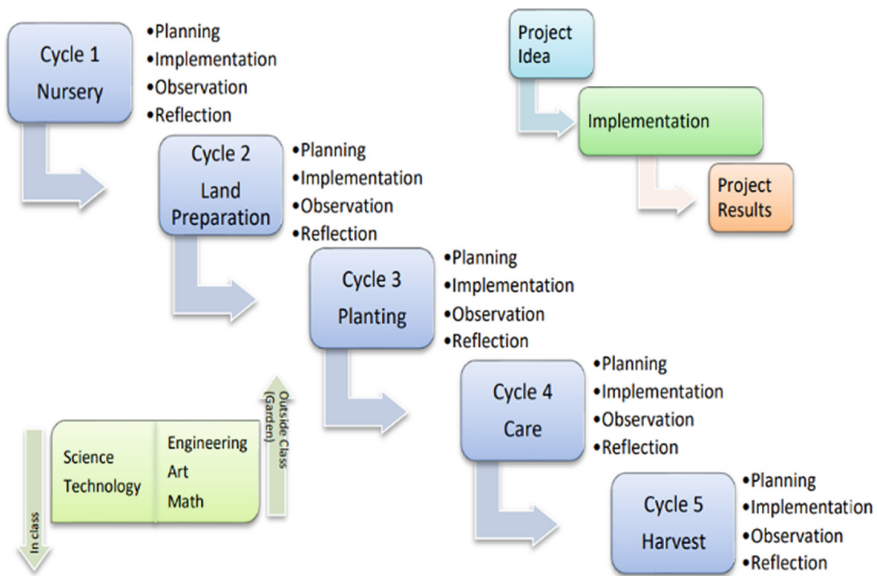 Cycle 1
Nursery
•Planning
•Implementation
•Observation
•Reflection
Project
Idea
Implementation
Project
Results
Cycle 2
Land
Preparation
•Planning
•Implementation
•Observation
•Reflection
Cycle 3
Planting
•Planning
•Implementation
•Observation
•Reflection
Cycle 4
Care
•Planning
•Implementation
•Observation
•Reflection
Cycle 5
Harvest
•Planning
•Implementation
•Observation
•Reflection
In class
Science
Technology
Engineering
Art
Math
Outside Class
(Garden)